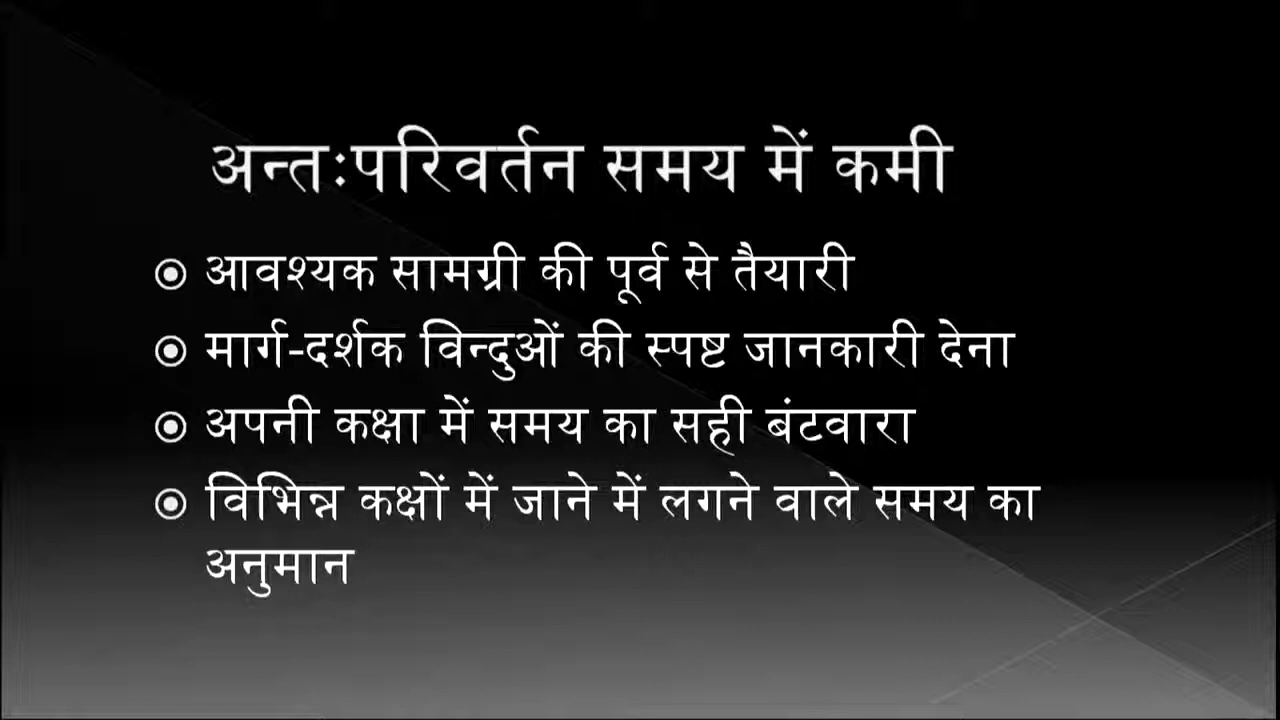 अन्तःपरिवर्तन समय में कमी
आवश्यक सामग्री की पूर्व से तैयारी
मार्ग-दर्शक विन्दुओं की स्पष्ट जानकारी देना
अपनी कक्षा में समय का सही बंटवारा
विभिन्न कक्षों में जाने में लगने वाले समय का
अनुमान